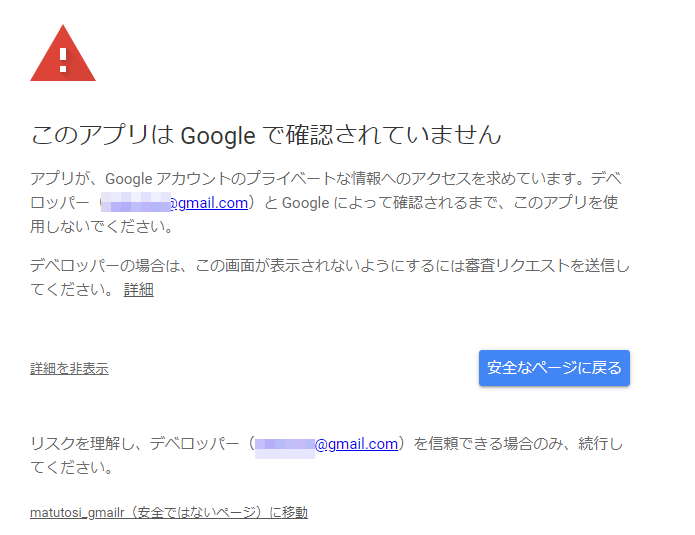 このアプリは Google で確認されていません
アプリが、Google アカウントのプライベートな情報へのアクセスを求めています。デベ
ロッパー（@gmail.com）と Google によって確認されるまで、このアプリを使
用しないでください。
デベロッパーの場合は、この画面が表示されないようにするには審査リクエストを送信し
てください。 詳細
詳細を非表示
安全なページに戻る
リスクを理解し、デベロッパー（@gmail.com）を信頼できる場合のみ、続行し
てください。
matutosi_gmailr（安全ではないページ）に移動